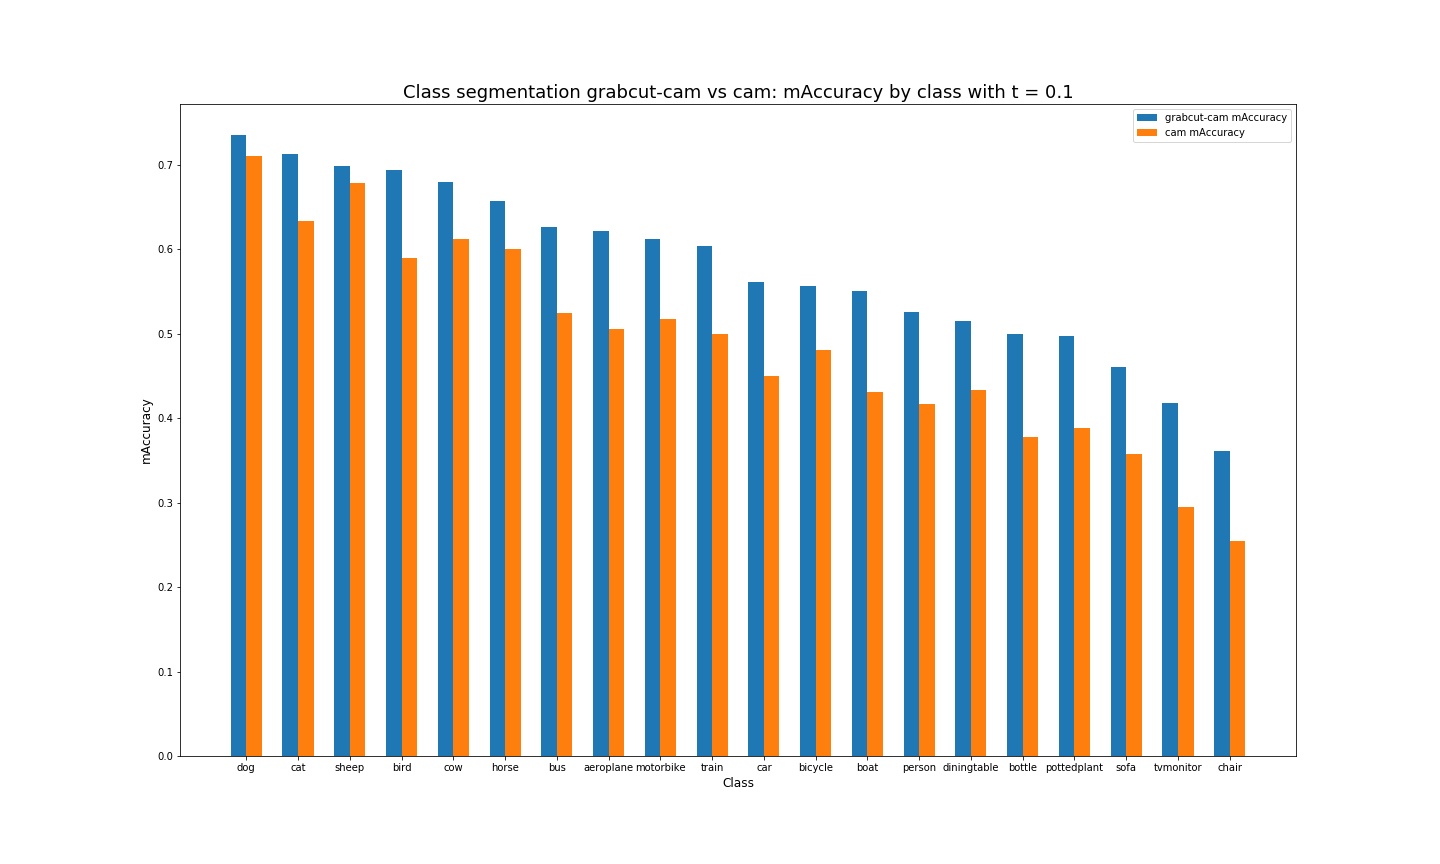 Class segmentation grabcut-cam vs cam: mAccuracy by class with t = 0.1
grabcut-cam mAccuracy
cam mAccuracy
mAccuracy
0.7
0.6
0.5
0.4
0.3
0.2
0.1
0.0
dog cat sheep bird cow horse bus aeroplane motorbike train car bicycle boat person diningtable bottle pottedplant sofa tvmonitor chair
Class